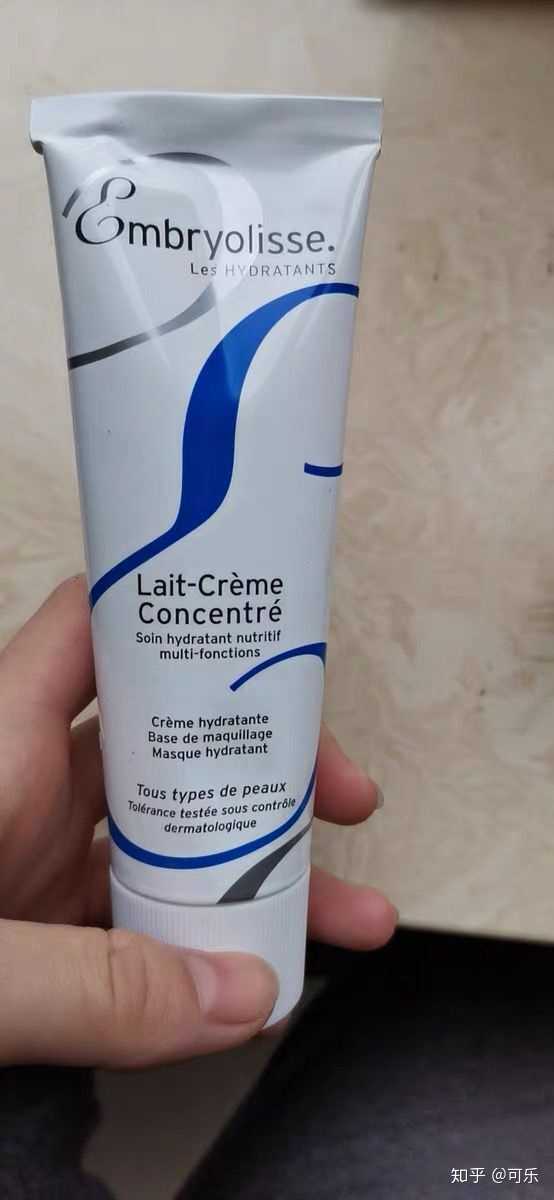 Embryolisse.
Les HYDRATANTS
Lait-Crème
Concentré
Soin hydratant nutritif
multi-fonctions
Crème hydratante
Base de maquillage
Masque hydratant
Tous types de peaux
Tolérance testée sous contrôle
dermatologique
知乎 @可乐